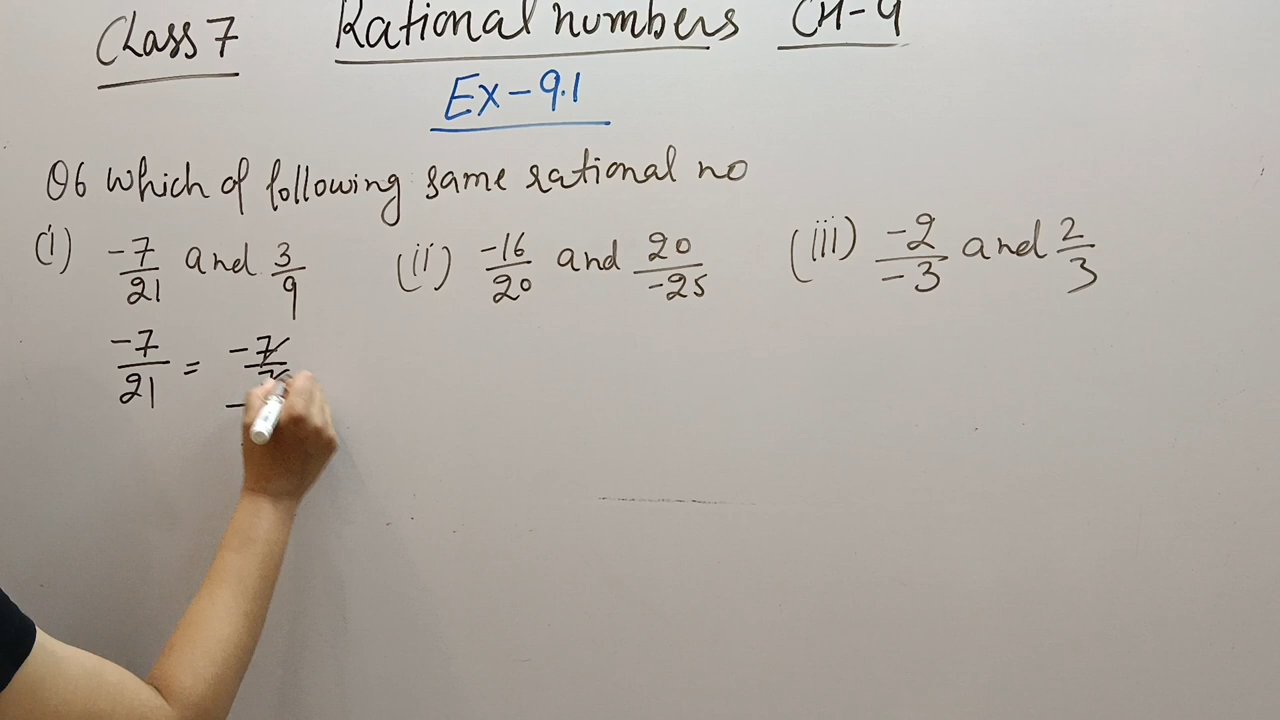 Class 7 Rational numbers CH-9
Ex-9.1
Q6 Which of following same rational no
(i) -7/21 and 3/9 (ii) -16/20 and 20/-25 (iii) -2/-3 and 2/3
-7/21 = -7